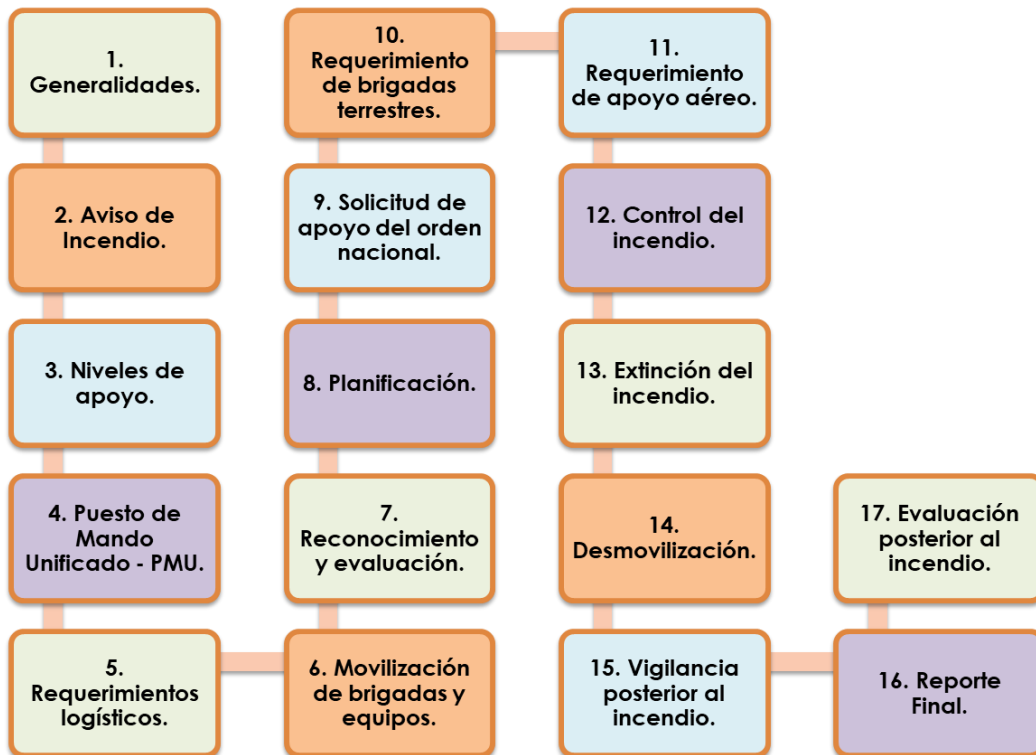 1.
Generalidades.
2. Aviso de
Incendio.
3. Niveles de
apoyo.
4. Puesto de
Mando
Unificado - PMU.
5.
Requerimientos
logísticos.
6. Movilización
de brigadas y
equipos.
7.
Reconocimiento
y evaluación.
8. Planificación.
9. Solicitud de
apoyo del orden
nacional.
10.
Requerimiento
de brigadas
terrestres.
11.
Requerimiento
de apoyo aéreo.
12. Control del
incendio.
13. Extinción del
incendio.
14.
Desmovilización.
15. Vigilancia
posterior al
incendio.
16. Reporte
Final.
17. Evaluación
posterior al
incendio.